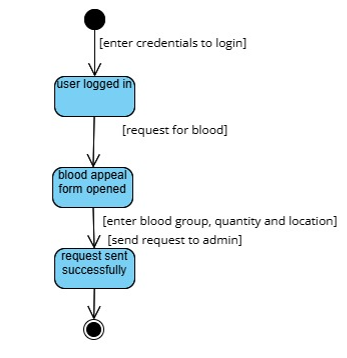 [enter credentials to login]
user logged in
[request for blood]
blood appeal
form opened
[enter blood group, quantity and location]
[send request to admin]
request sent
successfully